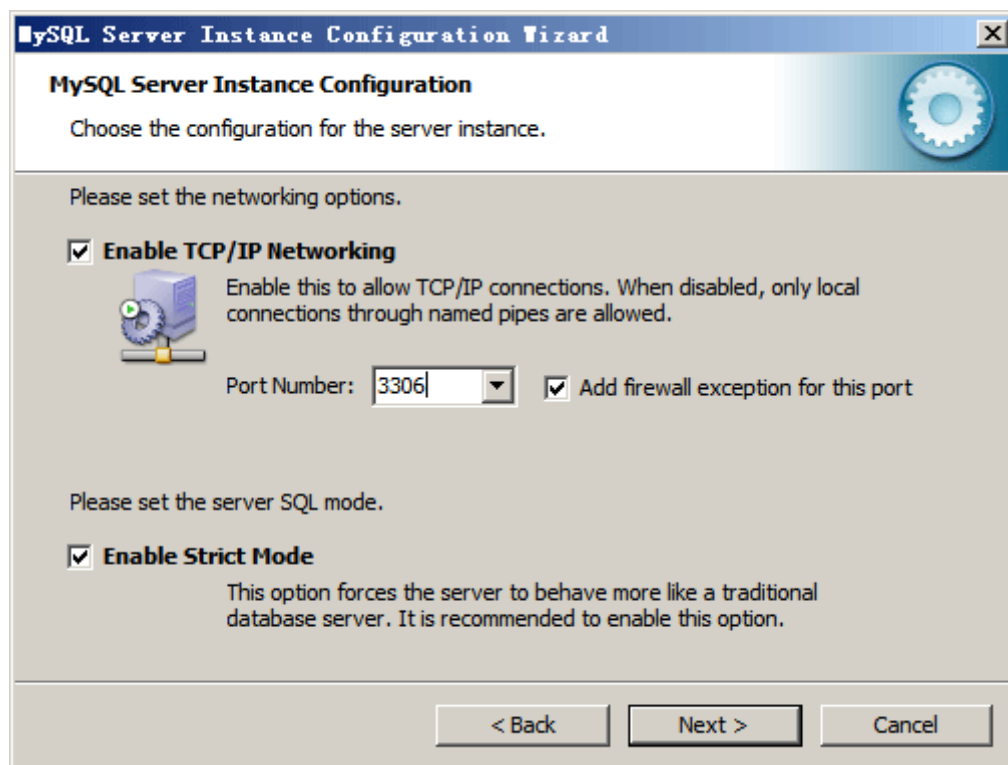 MySQL Server Instance Configuration Wizard
MySQL Server Instance Configuration
Choose the configuration for the server instance.
Please set the networking options.
Enable TCP/IP Networking
Enable this to allow TCP/IP connections. When disabled, only local
connections through named pipes are allowed.
Port Number: 3306 Add firewall exception for this port
Please set the server SQL mode.
Enable Strict Mode
This option forces the server to behave more like a traditional
database server. It is recommended to enable this option.
< Back Next > Cancel